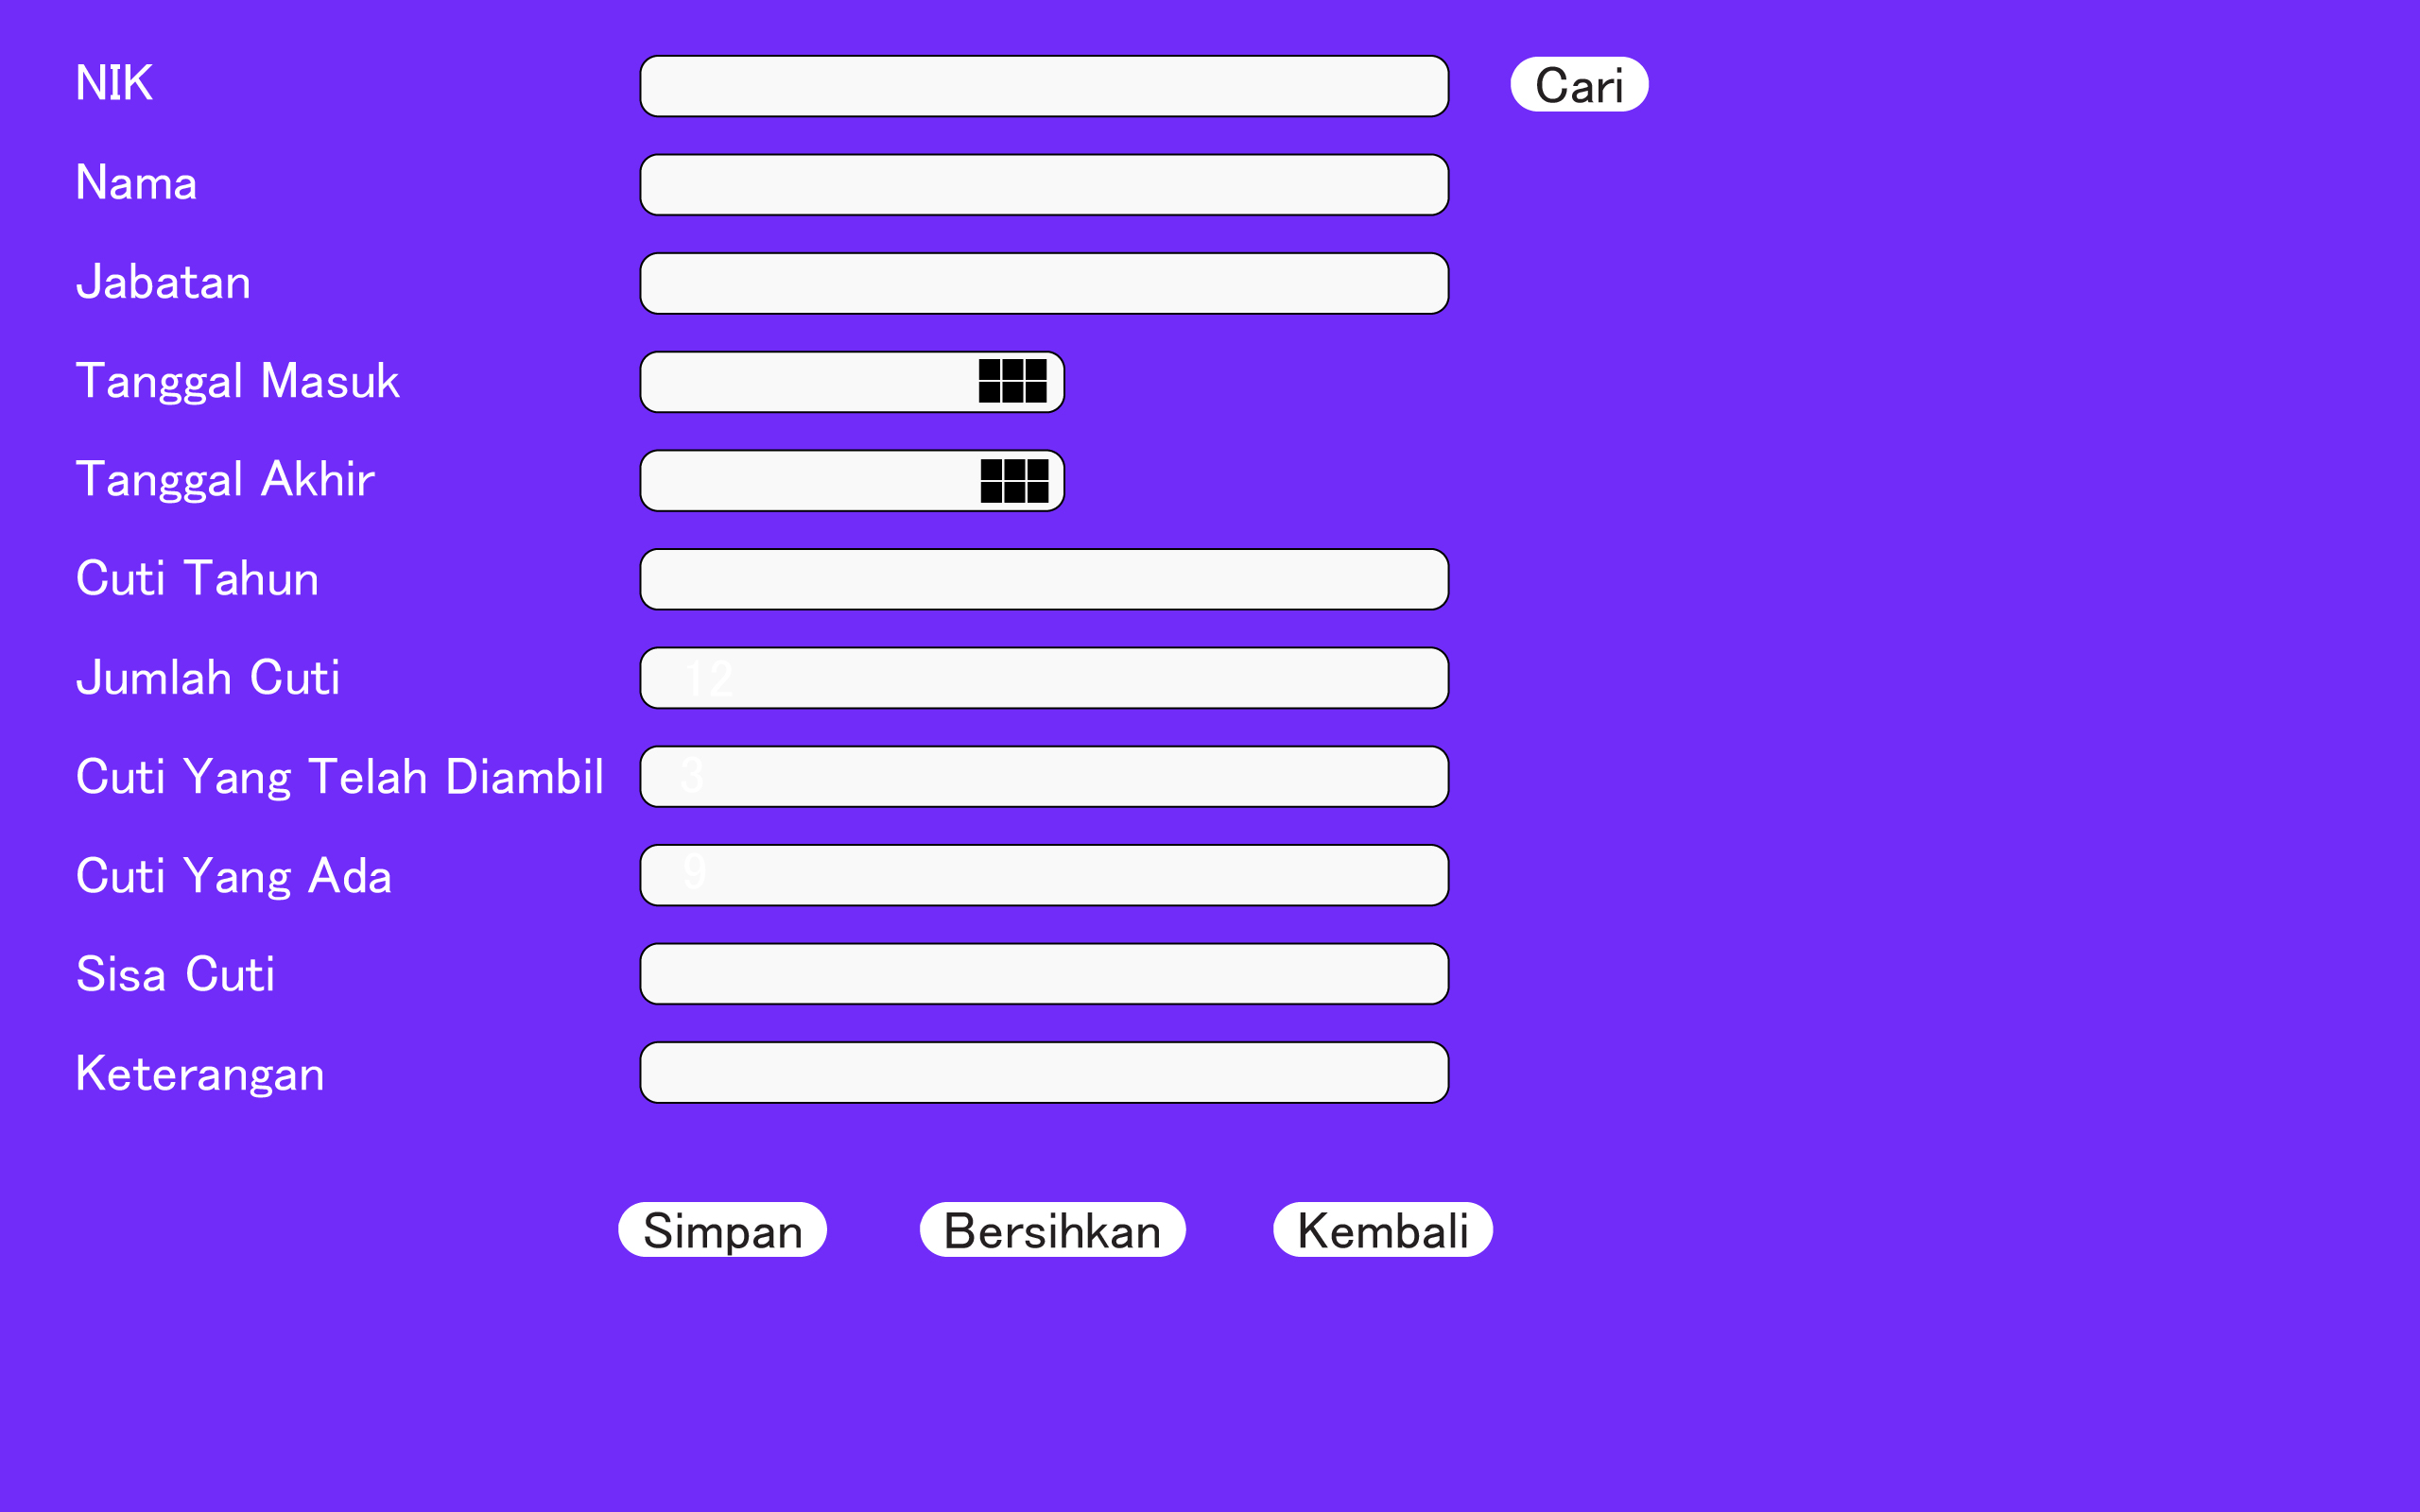 NIK
Cari
Nama
Jabatan
Tanggal Masuk
Tanggal Akhir
Cuti Tahun
Jumlah Cuti 12
Cuti Yang Telah Diambil 3
Cuti Yang Ada 9
Sisa Cuti
Keterangan
Simpan Bersihkan Kembali